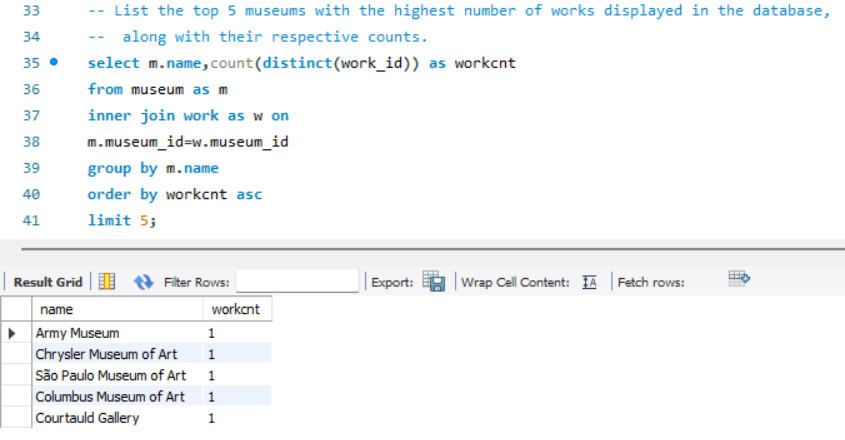 33 -- List the top 5 museums with the highest number of works displayed in the database,
34 -- along with their respective counts.
35 select m.name,count(distinct(work_id)) as workcnt
36 from museum as m
37 inner join work as w on
38 m.museum_id=w.museum_id
39 group by m.name
40 order by workcnt asc
41 limit 5;
Result Grid Filter Rows: Export: Wrap Cell Content: IA Fetch rows:
name workcnt
Army Museum 1
Chrysler Museum of Art 1
São Paulo Museum of Art 1
Columbus Museum of Art 1
Courtauld Gallery 1